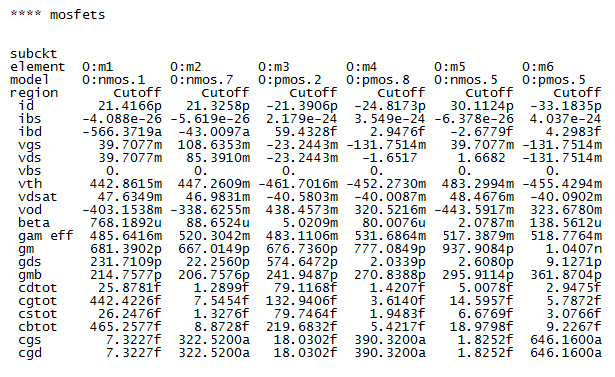 **** mosfets
subckt
element 0:m1 0:m2 0:m3 0:m4 0:m5 0:m6
model 0:nmos.1 0:nmos.7 0:pmos.2 0:pmos.8 0:nmos.5 0:pmos.5
region Cutoff Cutoff Cutoff Cutoff Cutoff Cutoff
id 21.4166p 21.3258p -21.3906p -24.8173p 30.1124p -33.1835p
ibs -4.088e-26 -5.619e-26 2.179e-24 3.549e-24 -6.378e-26 4.037e-24
ibd -566.3719a -43.0097a 59.4328f 2.9476f -2.6779f 4.2983f
vgs 39.7077m 108.6353m -23.2443m -131.7514m 39.7077m -131.7514m
vds 39.7077m 85.3910m -23.2443m -1.6517 1.6682 -131.7514m
vbs 0. 0. 0. 0. 0. 0.
vth 442.8615m 447.2609m -461.7016m -452.2730m 483.2994m -455.4294m
vdsat 47.6349m 46.9831m -40.5803m -40.0087m 48.4676m -40.0902m
vod -403.1538m -338.6255m 438.4573m 320.5216m -443.5917m 323.6780m
beta 768.1892u 88.6524u 5.0209m 80.0076u 2.0787m 138.5612u
gam eff 485.6416m 520.3042m 483.1106m 531.6864m 517.3879m 518.7764m
gm 681.3902p 667.0149p 676.7360p 777.0849p 937.9084p 1.0407n
gds 231.7109p 22.2560p 574.6472p 2.0339p 2.6080p 9.1271p
gmb 214.7577p 206.7576p 241.9487p 270.8388p 295.9114p 361.8704p
cdtot 25.8781f 1.2899f 79.1168f 1.4207f 5.0078f 2.9475f
cgtot 442.4226f 7.5454f 132.9406f 3.6140f 14.5957f 5.7872f
cstot 26.2476f 1.3276f 79.7464f 1.9483f 6.6769f 3.0766f
cbtot 465.2577f 8.8728f 219.6832f 5.4217f 18.9798f 9.2267f
cgs 7.3227f 322.5200a 18.0302f 390.3200a 1.8252f 646.1600a
cgd 7.3227f 322.5200a 18.0302f 390.3200a 1.8252f 646.1600a